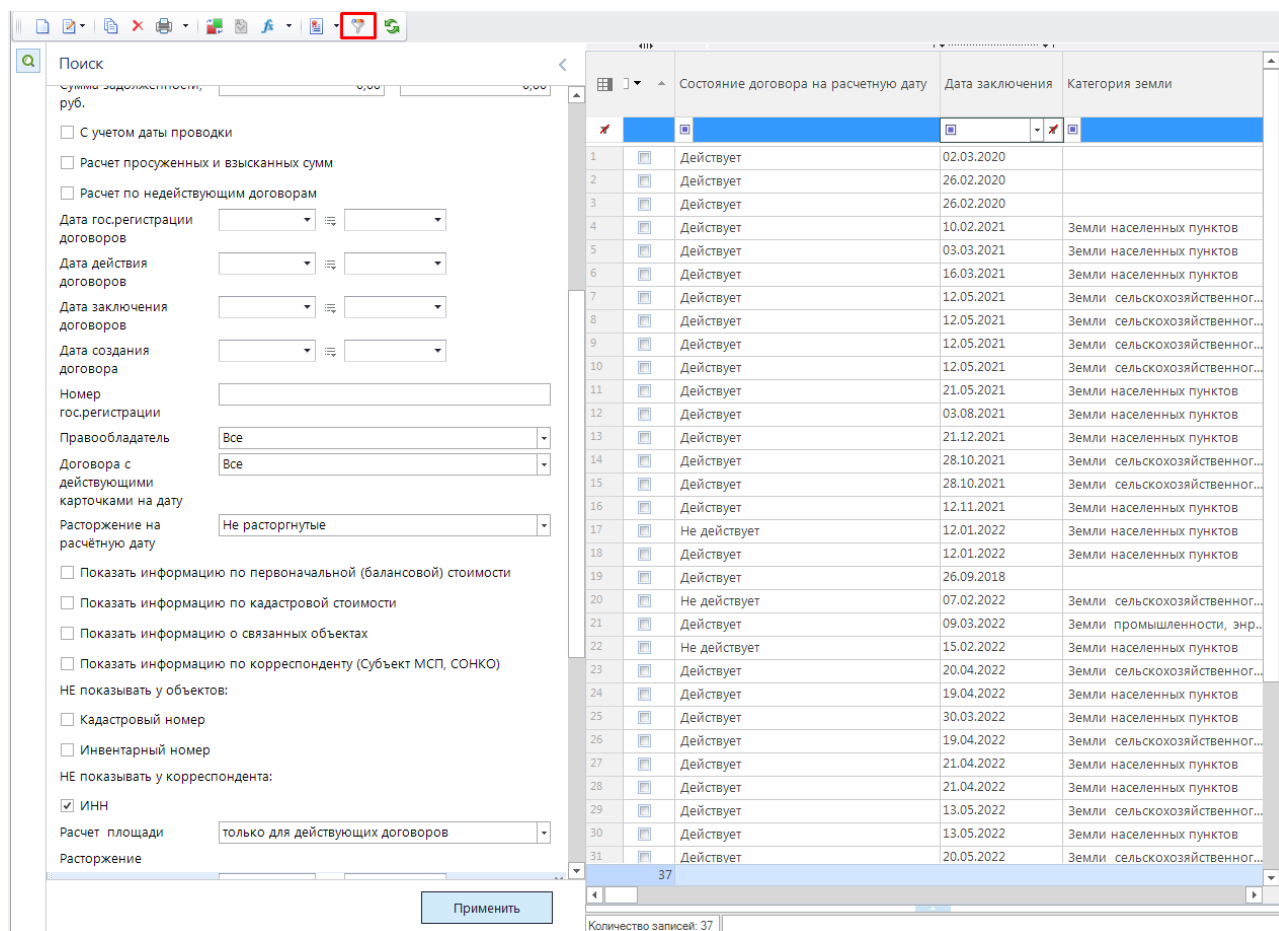 Поиск
Сумма задолженности, руб.
0,00
0,00
С учетом даты проводки
Расчет просуженных и взысканных сумм
Расчет по недействующим договорам
Дата гос.регистрации
договоров
Дата действия
договоров
Дата заключения
договоров
Дата создания
договора
Номер
гос.регистрации
Правообладатель
Все
Договора с
действующими
карточками на дату
Все
Расторжение на
расчётную дату
Не расторгнутые
Показать информацию по первоначальной (балансовой) стоимости
Показать информацию по кадастровой стоимости
Показать информацию о связанных объектах
Показать информацию по корреспонденту (Субъект МСП, СОНКО)
НЕ показывать у объектов:
Кадастровый номер
Инвентарный номер
НЕ показывать у корреспондента:
ИНН
Расчет площади
только для действующих договоров
Расторжение
Применить
Состояние договора на расчетную дату Дата заключения Категория земли
1 Действует 02.03.2020
2 Действует 26.02.2020
3 Действует 26.02.2020
4 Действует 10.02.2021 Земли населенных пунктов
5 Действует 03.03.2021 Земли населенных пунктов
6 Действует 16.03.2021 Земли населенных пунктов
7 Действует 12.05.2021 Земли сельскохозяйственног...
8 Действует 12.05.2021 Земли сельскохозяйственног...
9 Действует 12.05.2021 Земли сельскохозяйственног...
10 Действует 12.05.2021 Земли сельскохозяйственног...
11 Действует 21.05.2021 Земли населенных пунктов
12 Действует 03.08.2021 Земли населенных пунктов
13 Действует 21.12.2021 Земли населенных пунктов
14 Действует 28.10.2021 Земли сельскохозяйственног...
15 Действует 28.10.2021 Земли сельскохозяйственног...
16 Действует 12.11.2021 Земли населенных пунктов
17 Не действует 12.01.2022 Земли населенных пунктов
18 Действует 12.01.2022 Земли населенных пунктов
19 Действует 26.09.2018
20 Не действует 07.02.2022 Земли сельскохозяйственног...
21 Действует 09.03.2022 Земли промышленности, энр...
22 Не действует 15.02.2022 Земли населенных пунктов
23 Действует 20.04.2022 Земли сельскохозяйственног...
24 Действует 19.04.2022 Земли населенных пунктов
25 Действует 30.03.2022 Земли населенных пунктов
26 Действует 19.04.2022 Земли сельскохозяйственног...
27 Действует 21.04.2022 Земли населенных пунктов
28 Действует 21.04.2022 Земли населенных пунктов
29 Действует 13.05.2022 Земли сельскохозяйственног...
30 Действует 13.05.2022 Земли населенных пунктов
31 Действует 20.05.2022 Земли сельскохозяйственног...
37
Количество записей: 37